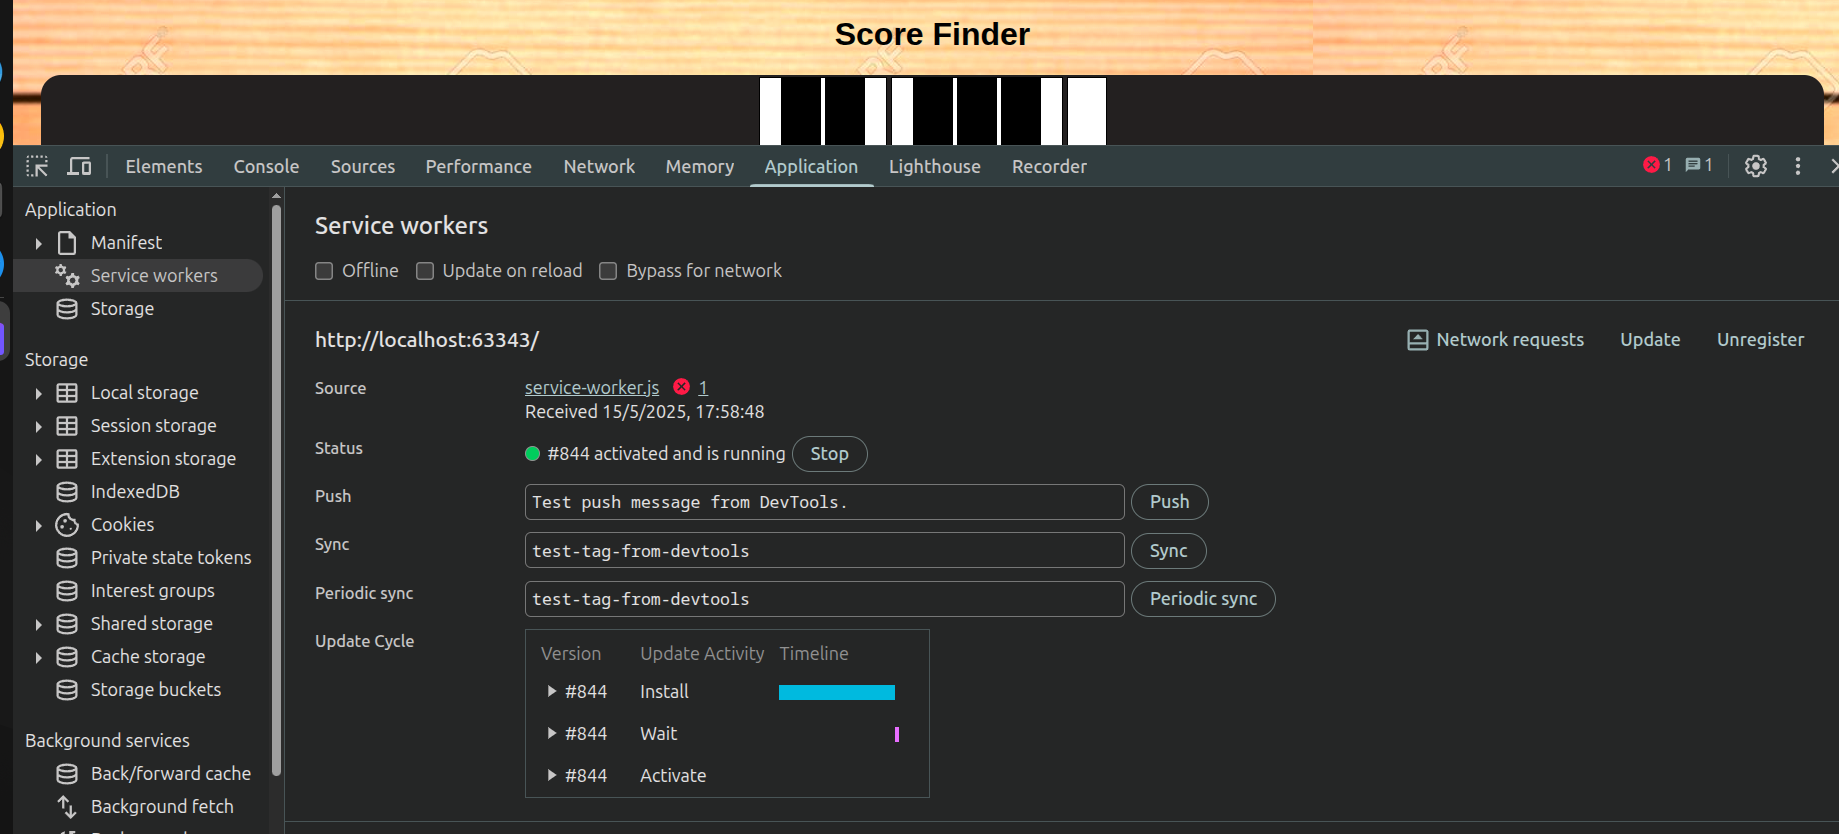 Score Finder
Elements Console Sources Performance Network Memory Application Lighthouse Recorder 1 1
Application
Manifest
Service workers
Storage
Storage
Local storage
Session storage
Extension storage
IndexedDB
Cookies
Private state tokens
Interest groups
Shared storage
Cache storage
Storage buckets
Background services
Back/forward cache
Background fetch
Service workers
Offline Update on reload Bypass for network
http://localhost:63343/ Network requests Update Unregister
Source service-worker.js 1
Received 15/5/2025, 17:58:48
Status #844 activated and is running Stop
Push Test push message from DevTools. Push
Sync test-tag-from-devtools Sync
Periodic sync test-tag-from-devtools Periodic sync
Update Cycle
Version Update Activity Timeline
#844 Install
#844 Wait
#844 Activate